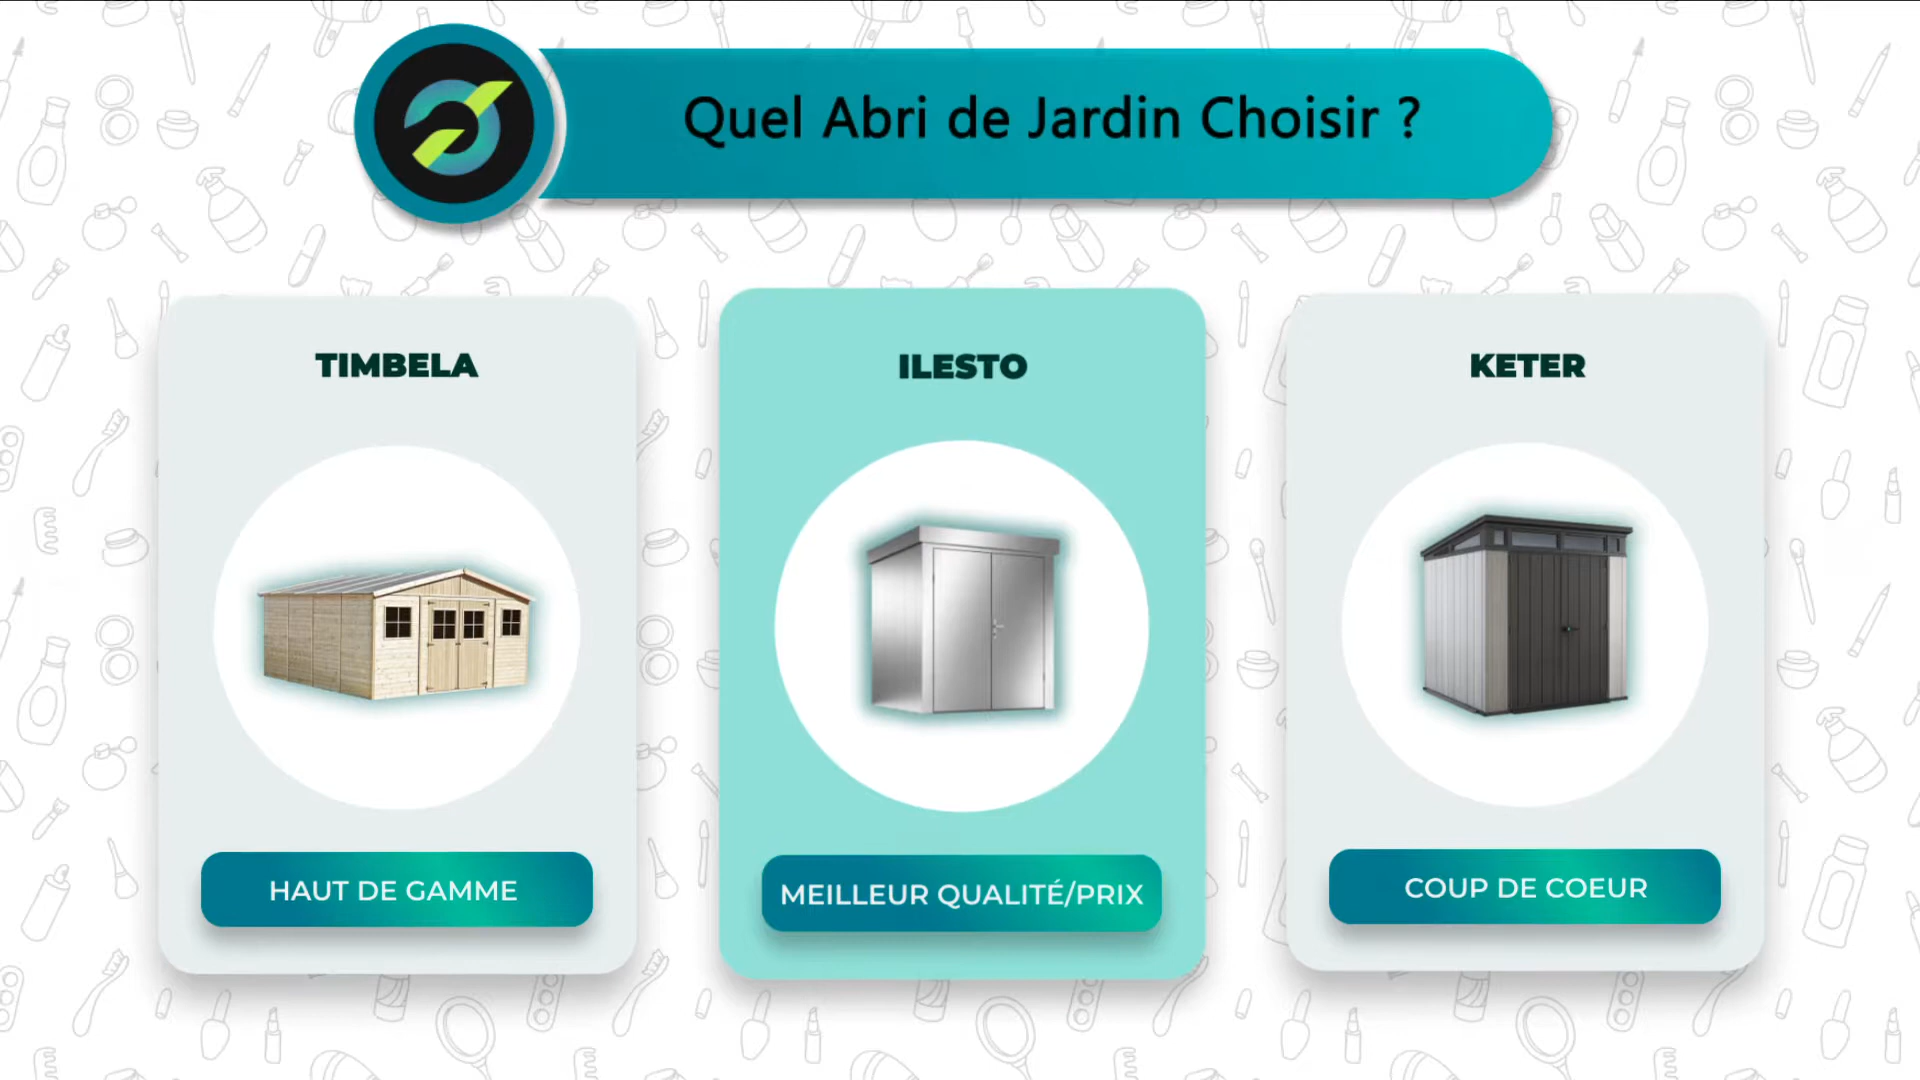 Quel Abri de Jardin Choisir ?
TIMBELA
ILESTO
KETER
HAUT DE GAMME
MEILLEUR QUALITÉ/PRIX
COUP DE COEUR